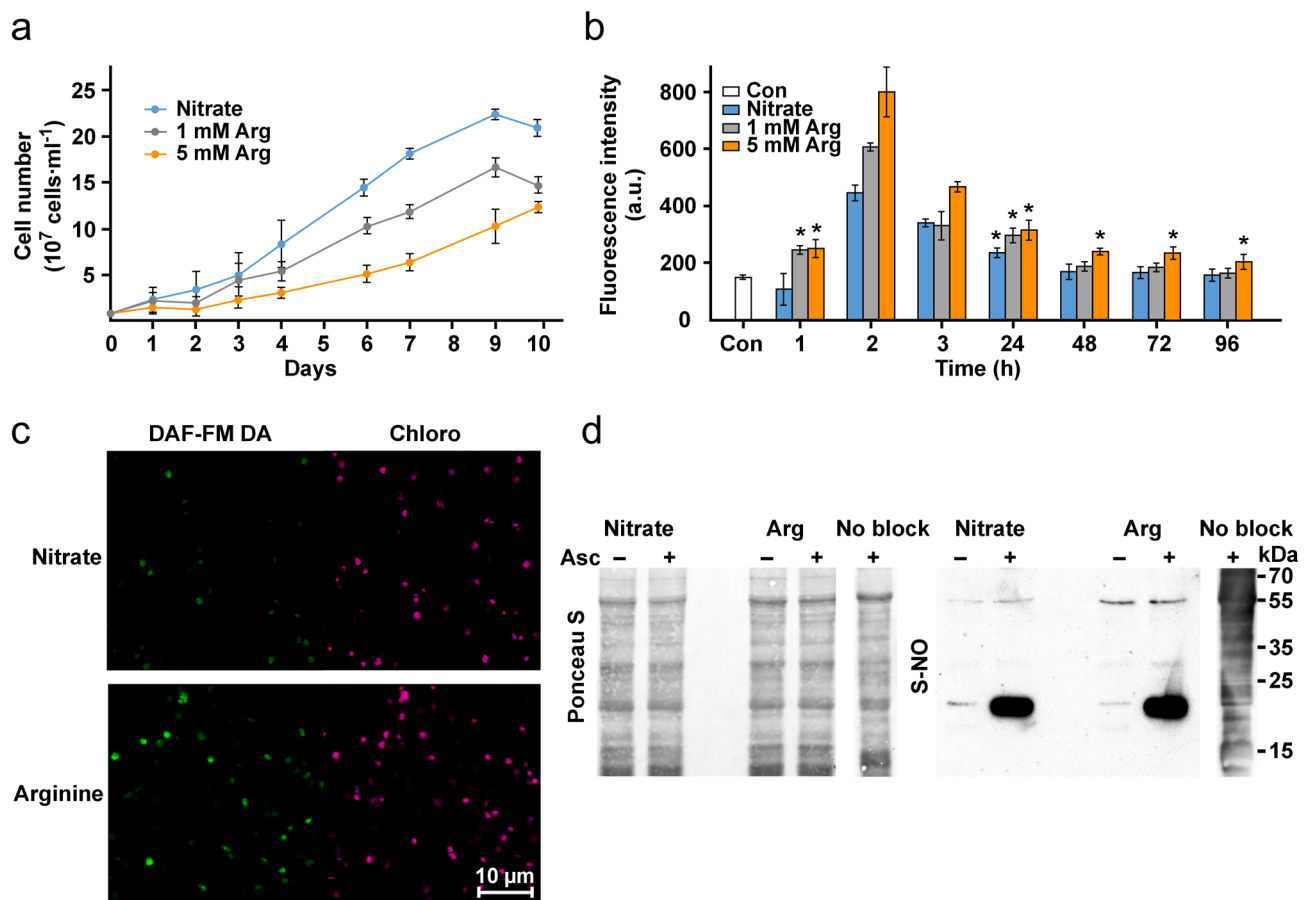 a
Cell number
(10⁷ cells·ml⁻¹)
25
20
15
10
5
Nitrate
1 mM Arg
5 mM Arg
0 1 2 3 4 5 6 7 8 9 10
Days
b
Fluorescence intensity
(a.u.)
800
600
400
200
0
Con
Nitrate
1 mM Arg
5 mM Arg
* *
* * *
*
*
*
Con 1 2 3 24 48 72 96
Time (h)
c
DAF-FM DA Chloro
Nitrate
Arginine
10 µm
d
Nitrate Arg No block
Asc – + – + +
Ponceau S
Nitrate Arg No block
– + – + + kDa
S-NO
-70
-55
-35
-25
-15